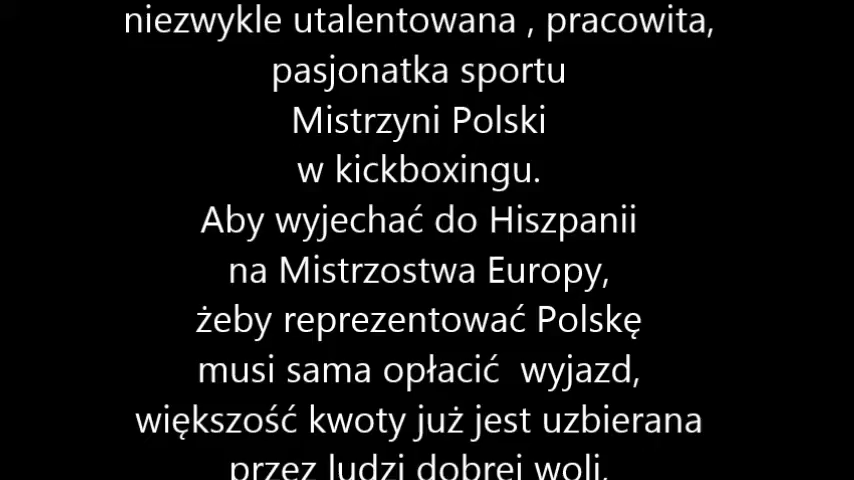 niezwykle utalentowana , pracowita,
pasjonatka sportu
Mistrzyni Polski
w kickboxingu.
Aby wyjechać do Hiszpanii
na Mistrzostwa Europy,
żeby reprezentować Polskę
musi sama opłacić  wyjazd,
większość kwoty już jest uzbierana
przez ludzi dobrej woli,